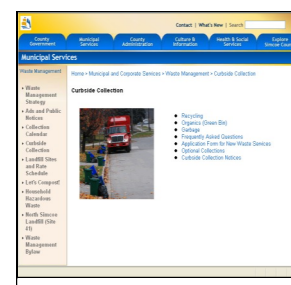 Contact | What's New | Search
County Government
Municipal Services
County Administration
Culture & Information
Health & Social Services
Explore Simcoe Coun
Municipal Services
Waste Management
Home > Municipal and Corporate Services > Waste Management > Curbside Collection
Waste Management Strategy
Ads and Public Notices
Collection Calendar
Curbside Collection
Landfill Sites and Rate Schedule
Let's Compost!
Household Hazardous Waste
North Simcoe Landfill (Site 41)
Waste Management Bylaw
Curbside Collection
Recycling
Organics (Green Bin)
Garbage
Frequently Asked Questions
Application Form for New Waste Services
Optional Collections
Curbside Collection Notices